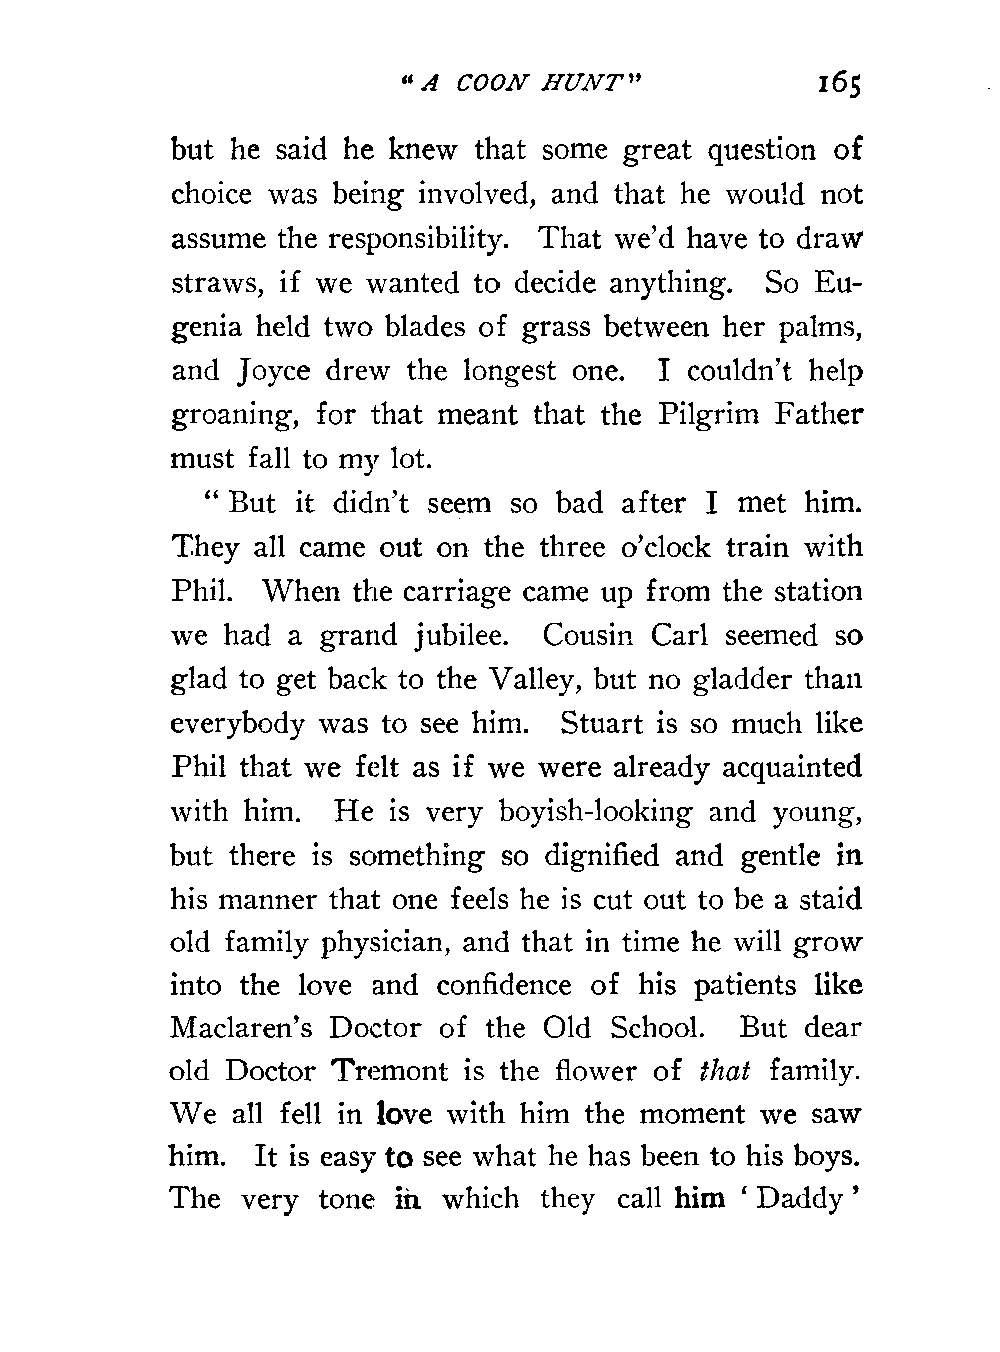 "A COON HUNT" 165
but he said he knew that some great question of
choice was being involved, and that he would not
assume the responsibility. That we'd have to draw
straws, if we wanted to decide anything. So Eu-
genia held two blades of grass between her palms,
and Joyce drew the longest one. I couldn't help
groaning, for that meant that the Pilgrim Father
must fall to my lot.
"But it didn't seem so bad after I met him.
They all came out on the three o'clock train with
Phil. When the carriage came up from the station
we had a grand jubilee. Cousin Carl seemed so
glad to get back to the Valley, but no gladder than
everybody was to see him. Stuart is so much like
Phil that we felt as if we were already acquainted
with him. He is very boyish-looking and young,
but there is something so dignified and gentle in
his manner that one feels he is cut out to be a staid
old family physician, and that in time he will grow
into the love and confidence of his patients like
Maclaren's Doctor of the Old School. But dear
old Doctor Tremont is the flower of that family.
We all fell in love with him the moment we saw
him. It is easy to see what he has been to his boys.
The very tone in which they call him 'Daddy'